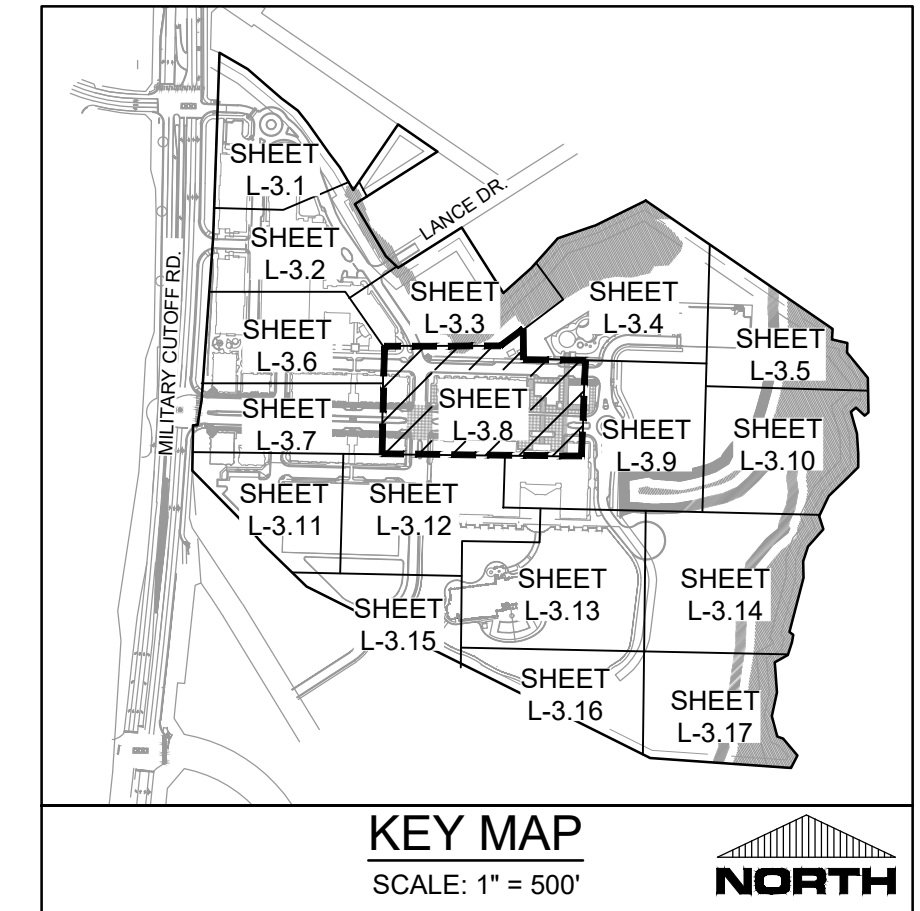 SHEET
L-3.1
LANCE DR.
SHEET
L-3.2
MILITARY CUTOFF RD.
SHEET
L-3.3
SHEET
L-3.4
SHEET
L-3.5
SHEET
L-3.6
SHEET
L-3.7
SHEET
L-3.8
SHEET
L-3.9
SHEET
L-3.10
SHEET
L-3.11
SHEET
L-3.12
SHEET
L-3.13
SHEET
L-3.14
SHEET
L-3.15
SHEET
L-3.16
SHEET
L-3.17
KEY MAP
SCALE: 1" = 500'
NORTH